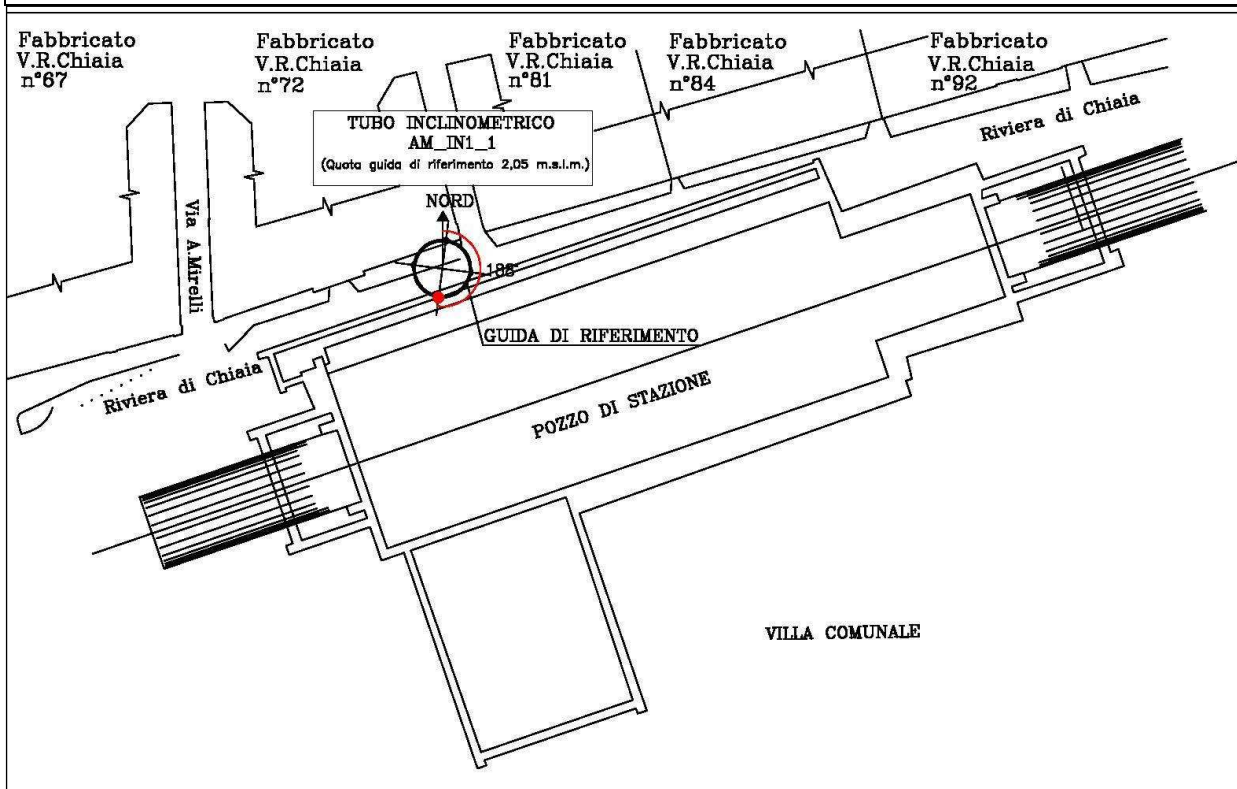 Fabbricato
V.R.Chiaia
n°67
Fabbricato
V.R.Chiaia
n°72
Fabbricato
V.R.Chiaia
n°81
Fabbricato
V.R.Chiaia
n°84
Fabbricato
V.R.Chiaia
n°92
TUBO INCLINOMETRICO
AM_IN1_1
(Quota guida di riferimento 2,05 m.s.l.m.)
Riviera di Chiaia
NORD
Via A.Mirelli
GUIDA DI RIFERIMENTO
Riviera di Chiaia
POZZO DI STAZIONE
VILLA COMUNALE